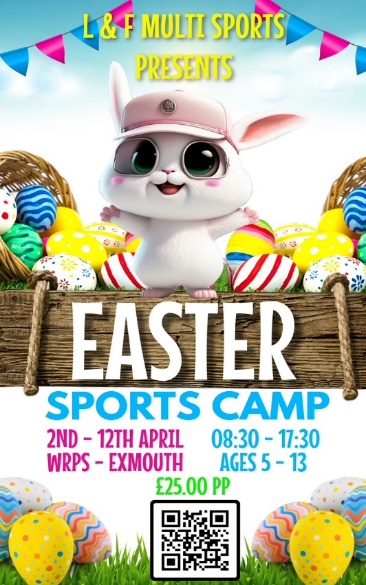 L & F MULTI SPORTS
PRESENTS
EASTER
SPORTS CAMP
2ND - 12TH APRIL 08:30 - 17:30
WRPS - EXMOUTH AGES 5 - 13
£25.00 PP